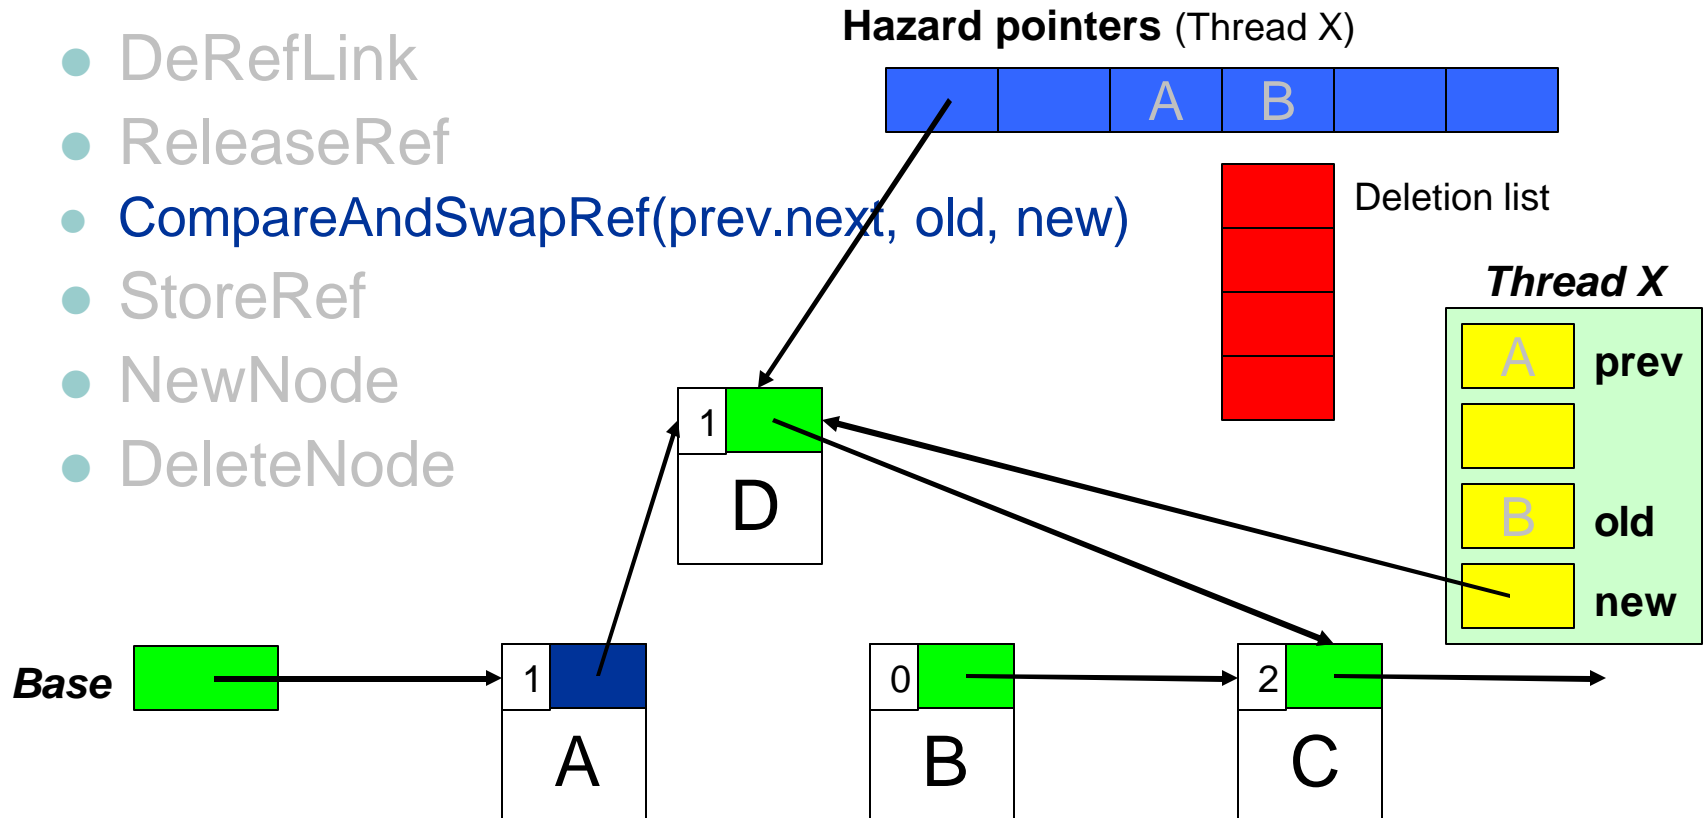 Hazard pointers (Thread X)
DeRefLink
A B
ReleaseRef
Deletion list
CompareAndSwapRef(prev.next, old, new)
StoreRef
Thread X
A prev
NewNode
1
DeleteNode
D
B old
new
Base
1
0
2
A
B
C